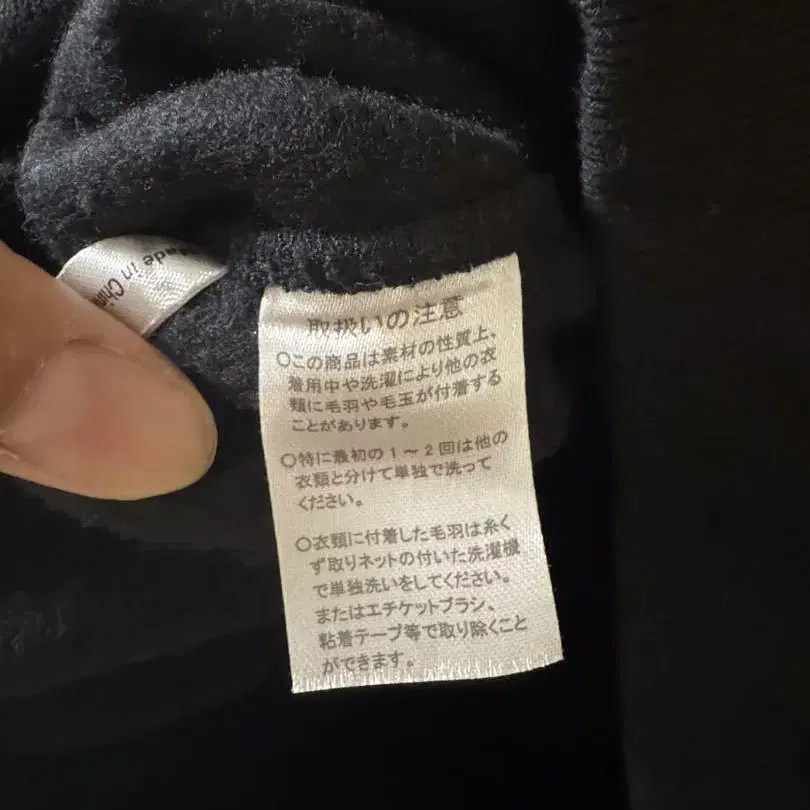 Made in Chin
取扱いの注意
○この商品は素材の性質上、
着用中や洗濯により他の衣
類に毛羽や毛玉が付着する
ことがあります。
○特に最初の1～2回は他の
衣類と分けて単独で洗って
ください。
○衣類に付着した毛羽は糸く
ず取りネットの付いた洗濯機
で単独洗いをしてください。
またはエチケットブラシ、
粘着テープ等で取り除くこと
ができます。